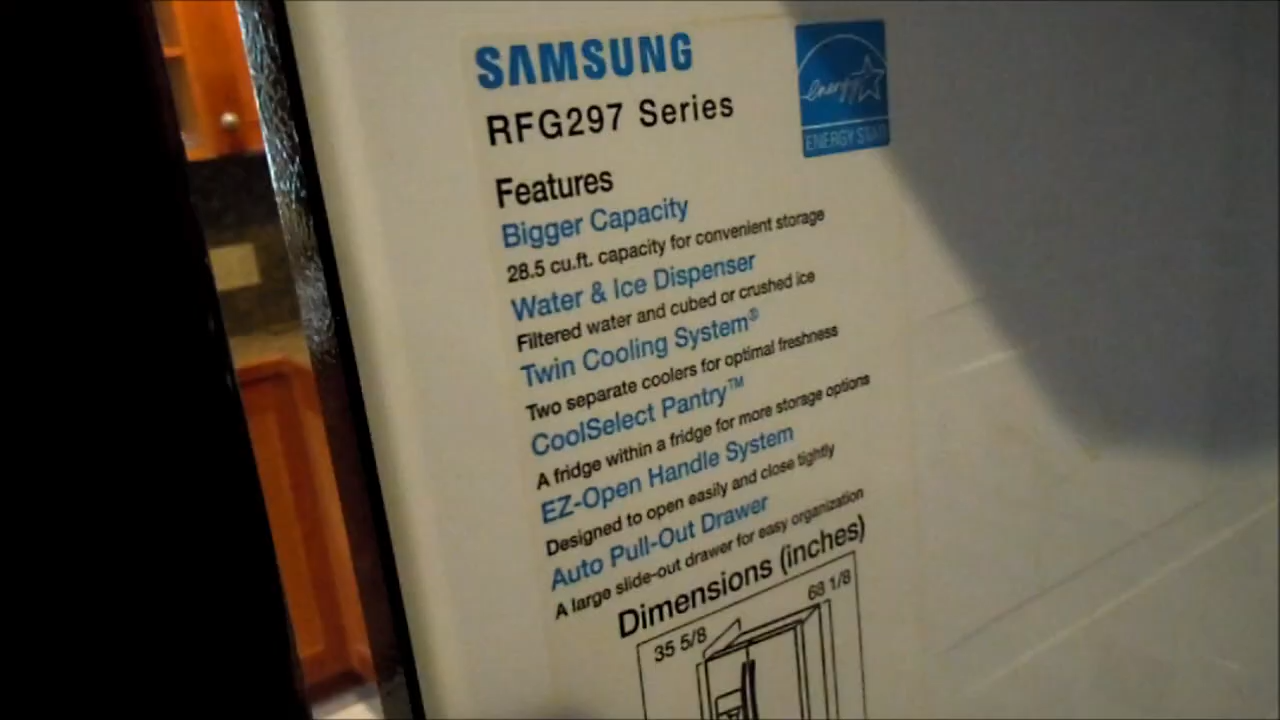 SAMSUNG
RFG297 Series
energy
ENERGY STAR
Features
Bigger Capacity
28.5 cu.ft. capacity for convenient storage
Water & Ice Dispenser
Filtered water and cubed or crushed ice
Twin Cooling System®
Two separate coolers for optimal freshness
CoolSelect Pantry™
A fridge within a fridge for more storage options
EZ-Open Handle System
Designed to open easily and close tightly
Auto Pull-Out Drawer
A large slide-out drawer for easy organization
Dimensions (inches)
35 5/8
68 1/8